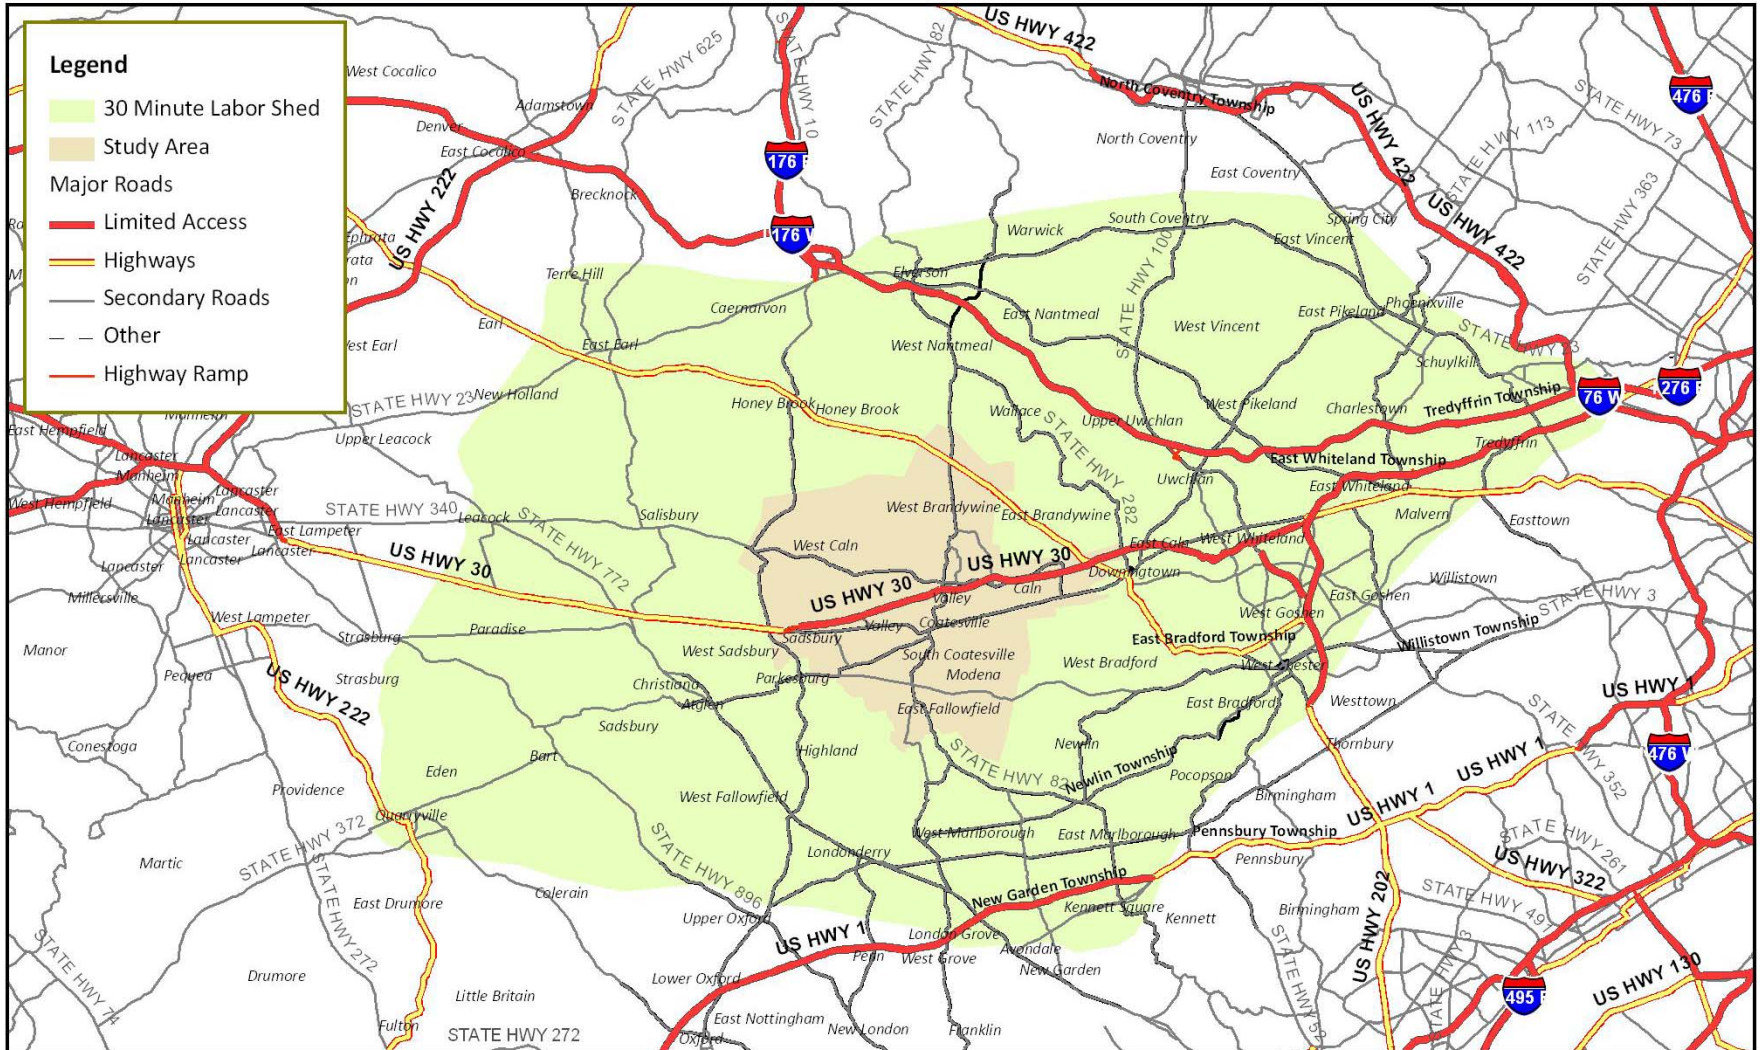 Legend
30 Minute Labor Shed
Study Area
Major Roads
Limited Access
Highways
Secondary Roads
Other
Highway Ramp
US HWY 422
STATE HWY 625
STATE HWY 10
STATE HWY 82
West Cocalico
Adamstown
Denver
East Cocalico
Brecknock
176
176 W
476
North Coventry Township
North Coventry
East Coventry
US HWY 422
US HWY 422
STATE HWY 113
STATE HWY 73
STATE HWY 363
US HWY 222
Ephrata
Terre Hill
Caernarvon
Elverson
Warwick
South Coventry
Spring City
East Vincent
STATE HWY 100
East Nantmeal
West Vincent
East Pikeland
Phoenixville
Schuylkill
Earl
East Earl
West Nantmeal
New Holland
STATE HWY 23
Upper Leacock
Honey Brook
Honey Brook
Wallace
STATE HWY 282
Upper Uwchlan
West Pikeland
Charlestown
Tredyffrin Township
76 W
276
Tredyffrin
East Whiteland Township
East Whiteland
Uwchlan
Malvern
Easttown
East Hempfield
Manheim
Lancaster
Manheim
West Hempfield
Manheim
Lancaster
Lancaster
Lancaster
Lancaster
East Lampeter
Lancaster
Lancaster
Lancaster
Millersville
STATE HWY 340
Leacock
STATE HWY 772
Salisbury
West Brandywine
East Brandywine
West Caln
East Caln
West Whiteland
US HWY 30
US HWY 30
US HWY 30
Downingtown
Caln
Valley
Valley
Coatesville
Sadsbury
South Coatesville
Modena
East Fallowfield
West Lampeter
Strasburg
Paradise
West Sadsbury
Parkesburg
Christiana
Atglen
Sadsbury
Manor
Pequea
Strasburg
US HWY 222
Willistown
East Goshen
STATE HWY 3
West Goshen
East Bradford Township
Willistown Township
West Bradford
West Chester
East Bradford
Westtown
Thornbury
US HWY 1
STATE HWY 352
476 W
US HWY 1
US HWY 1
Conestoga
Bart
Eden
Highland
Providence
Quarryville
West Fallowfield
STATE HWY 82
Newlin
Newlin Township
Pocopson
Birmingham
Pennsbury Township
Pennsbury
West Marlborough
East Marlborough
Londonderry
STATE HWY 372
Martic
STATE HWY 272
STATE HWY 896
Colerain
East Drumore
Upper Oxford
New Garden Township
Kennett Square
Kennett
US HWY 1
London Grove
Avondale
Penn
West Grove
New Garden
Lower Oxford
STATE HWY 261
US HWY 322
STATE HWY 491
Birmingham
US HWY 202
STATE HWY 3
STATE HWY 52
495
US HWY 130
STATE HWY 74
Drumore
Little Britain
Fulton
STATE HWY 272
East Nottingham
Oxford
New London
Franklin